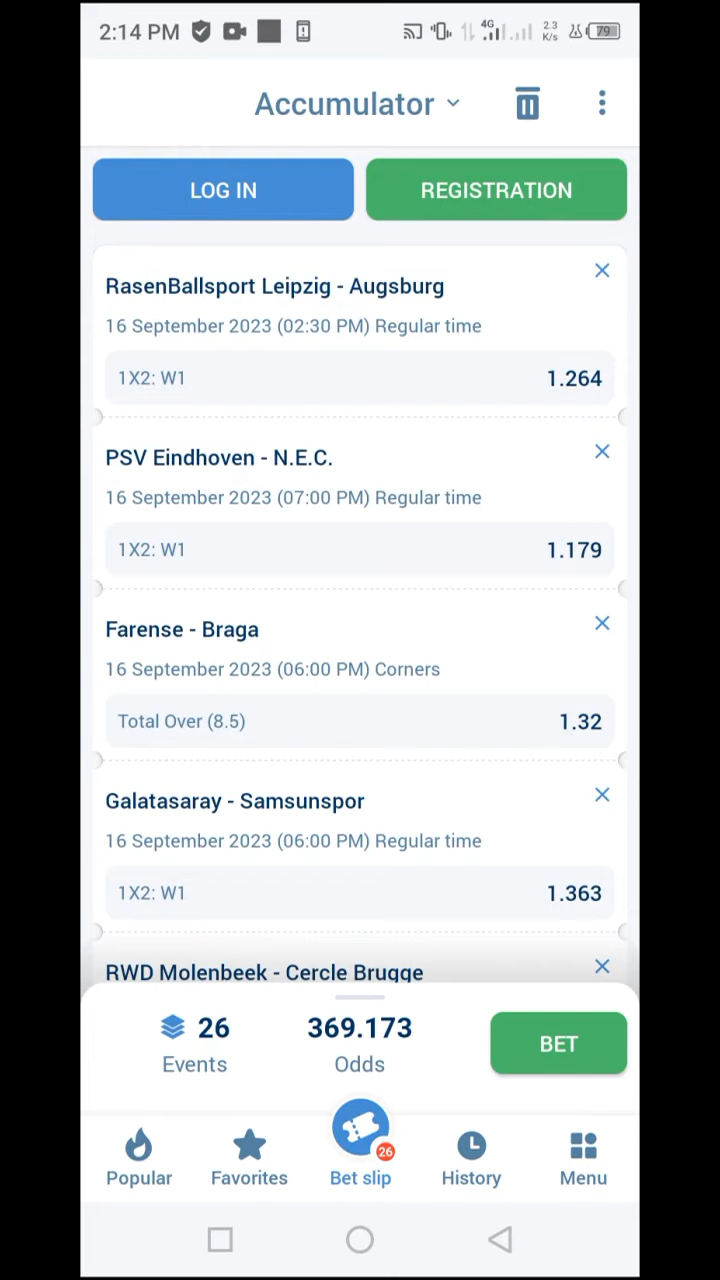 2:14 PM 4G 2.3 K/s 79
Accumulator
LOG IN REGISTRATION
RasenBallsport Leipzig - Augsburg
16 September 2023 (02:30 PM) Regular time
1X2: W1 1.264
PSV Eindhoven - N.E.C.
16 September 2023 (07:00 PM) Regular time
1X2: W1 1.179
Farense - Braga
16 September 2023 (06:00 PM) Corners
Total Over (8.5) 1.32
Galatasaray - Samsunspor
16 September 2023 (06:00 PM) Regular time
1X2: W1 1.363
RWD Molenbeek - Cercle Brugge
26 369.173 BET
Events Odds
26
Popular Favorites Bet slip History Menu